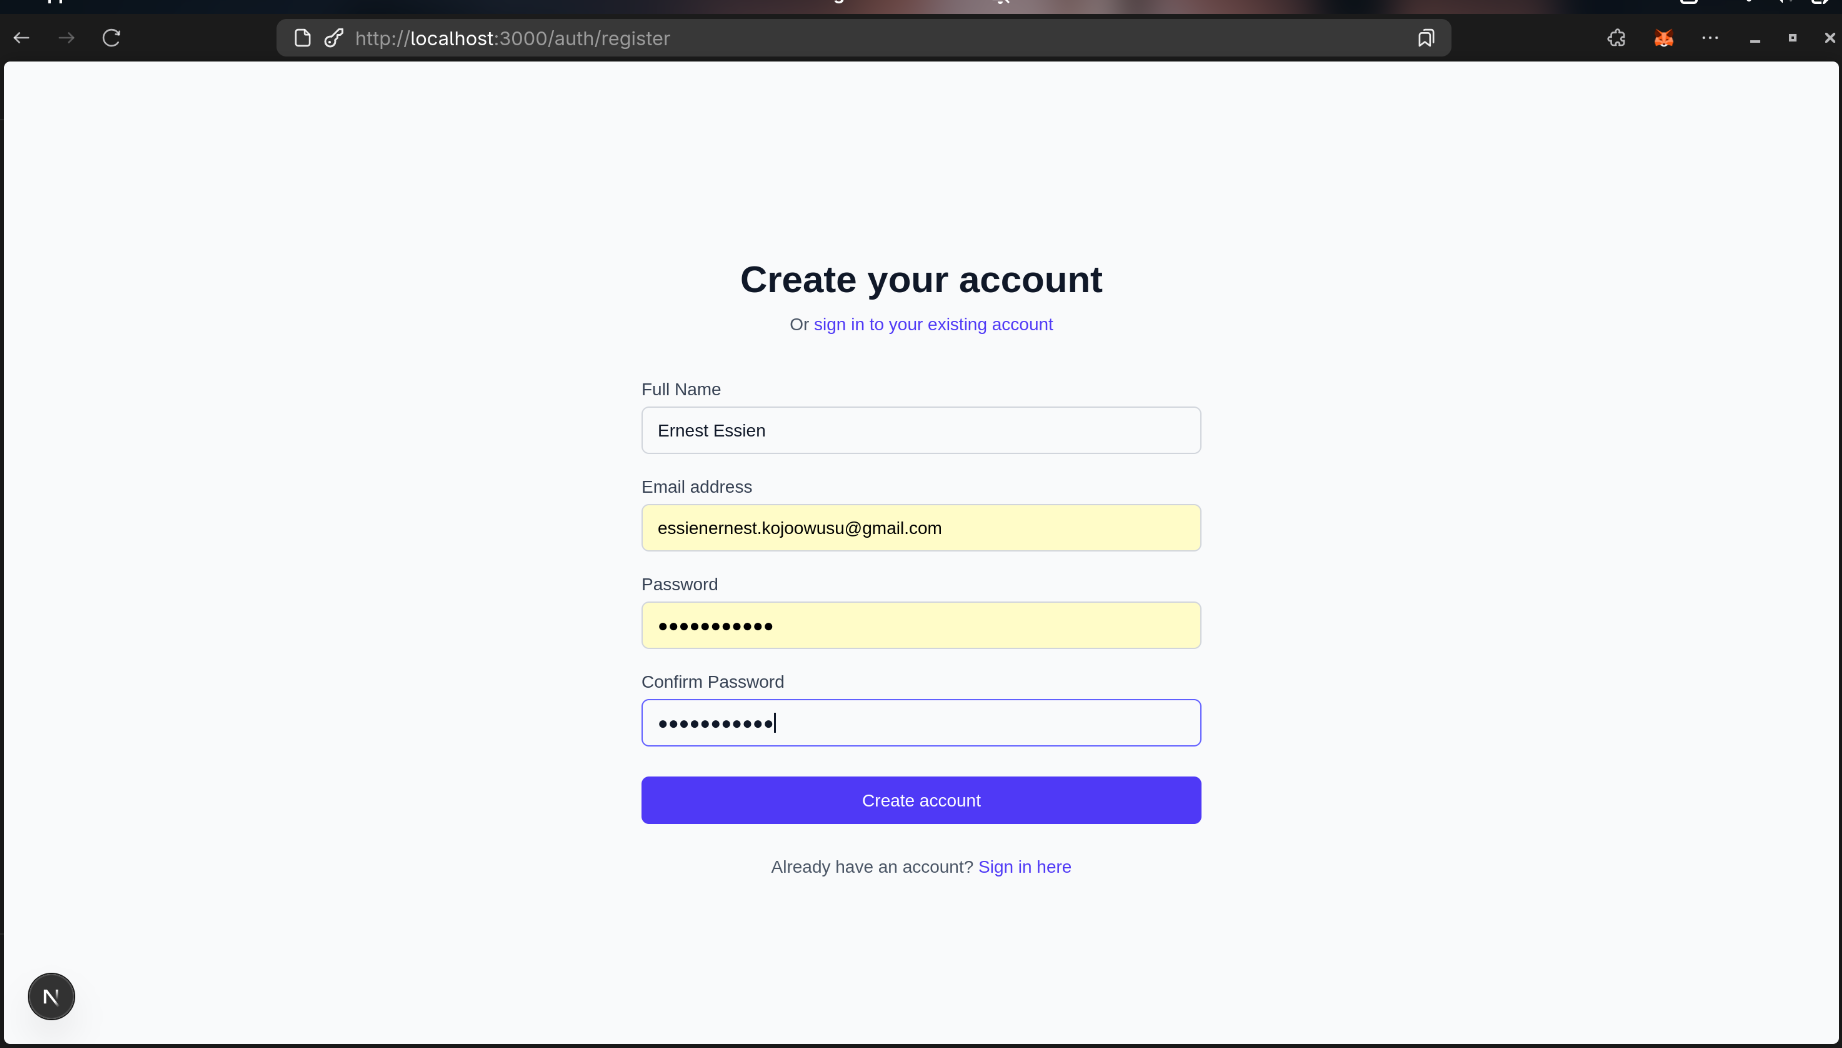 http://localhost:3000/auth/register
Create your account
Or sign in to your existing account
Full Name
Ernest Essien
Email address
essienernest.kojoowusu@gmail.com
Password
●●●●●●●●●●●
Confirm Password
●●●●●●●●●●●
Create account
Already have an account? Sign in here
N